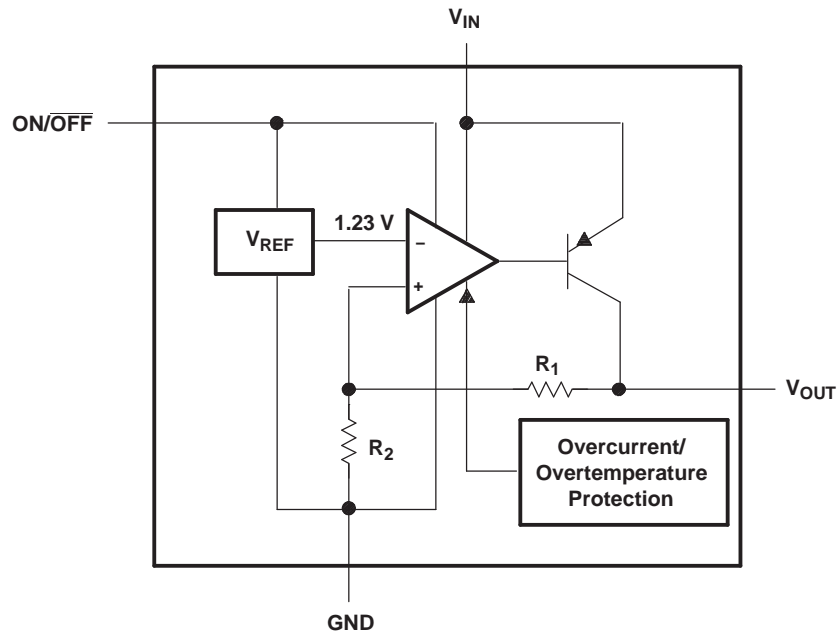 VIN
ON/OFF
1.23 V
VREF
−
+
R1
VOUT
R2
Overcurrent/
Overtemperature
Protection
GND